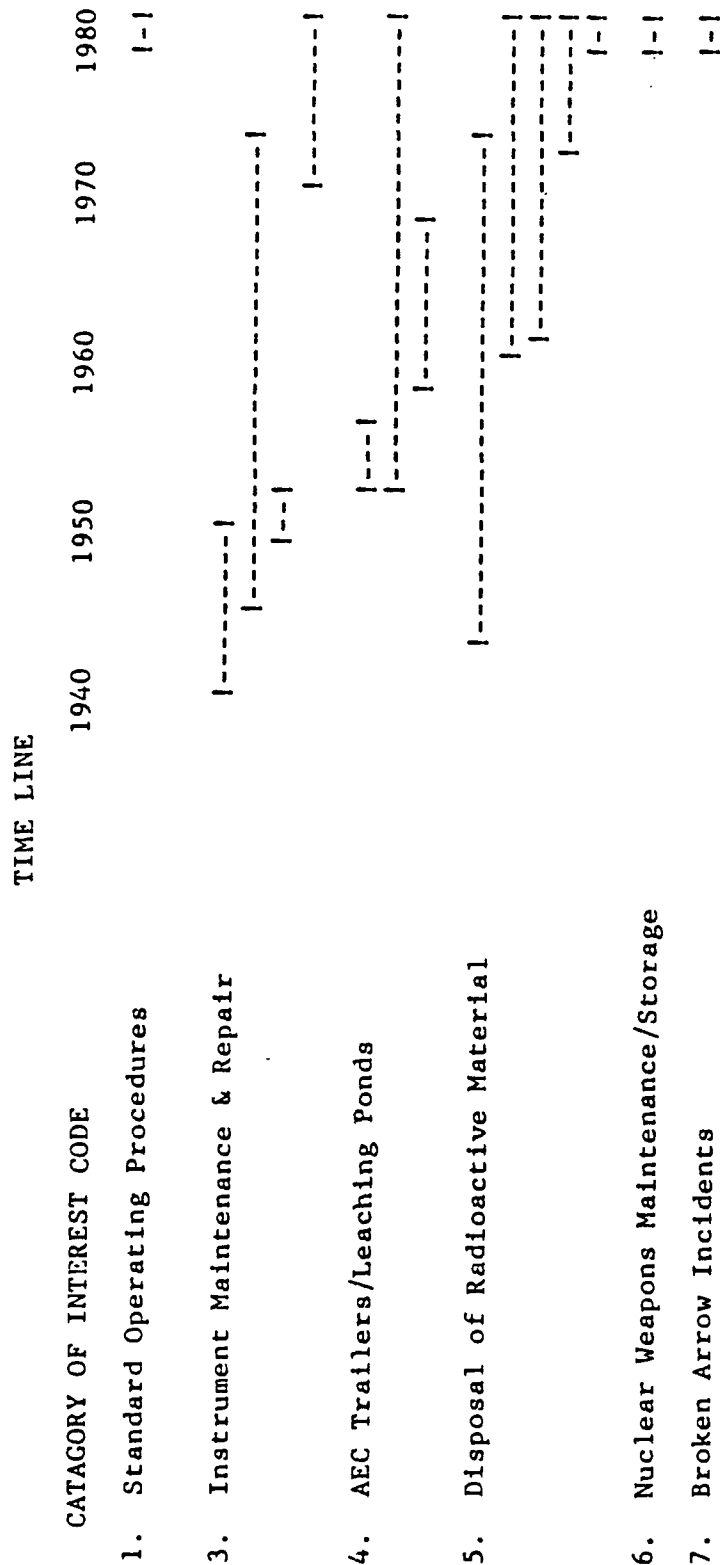 TIME LINE
CATAGORY OF INTEREST CODE 1940 1950 1960 1970 1980
1. Standard Operating Procedures
3. Instrument Maintenance & Repair
4. AEC Trailers/Leaching Ponds
5. Disposal of Radioactive Material
6. Nuclear Weapons Maintenance/Storage
7. Broken Arrow Incidents